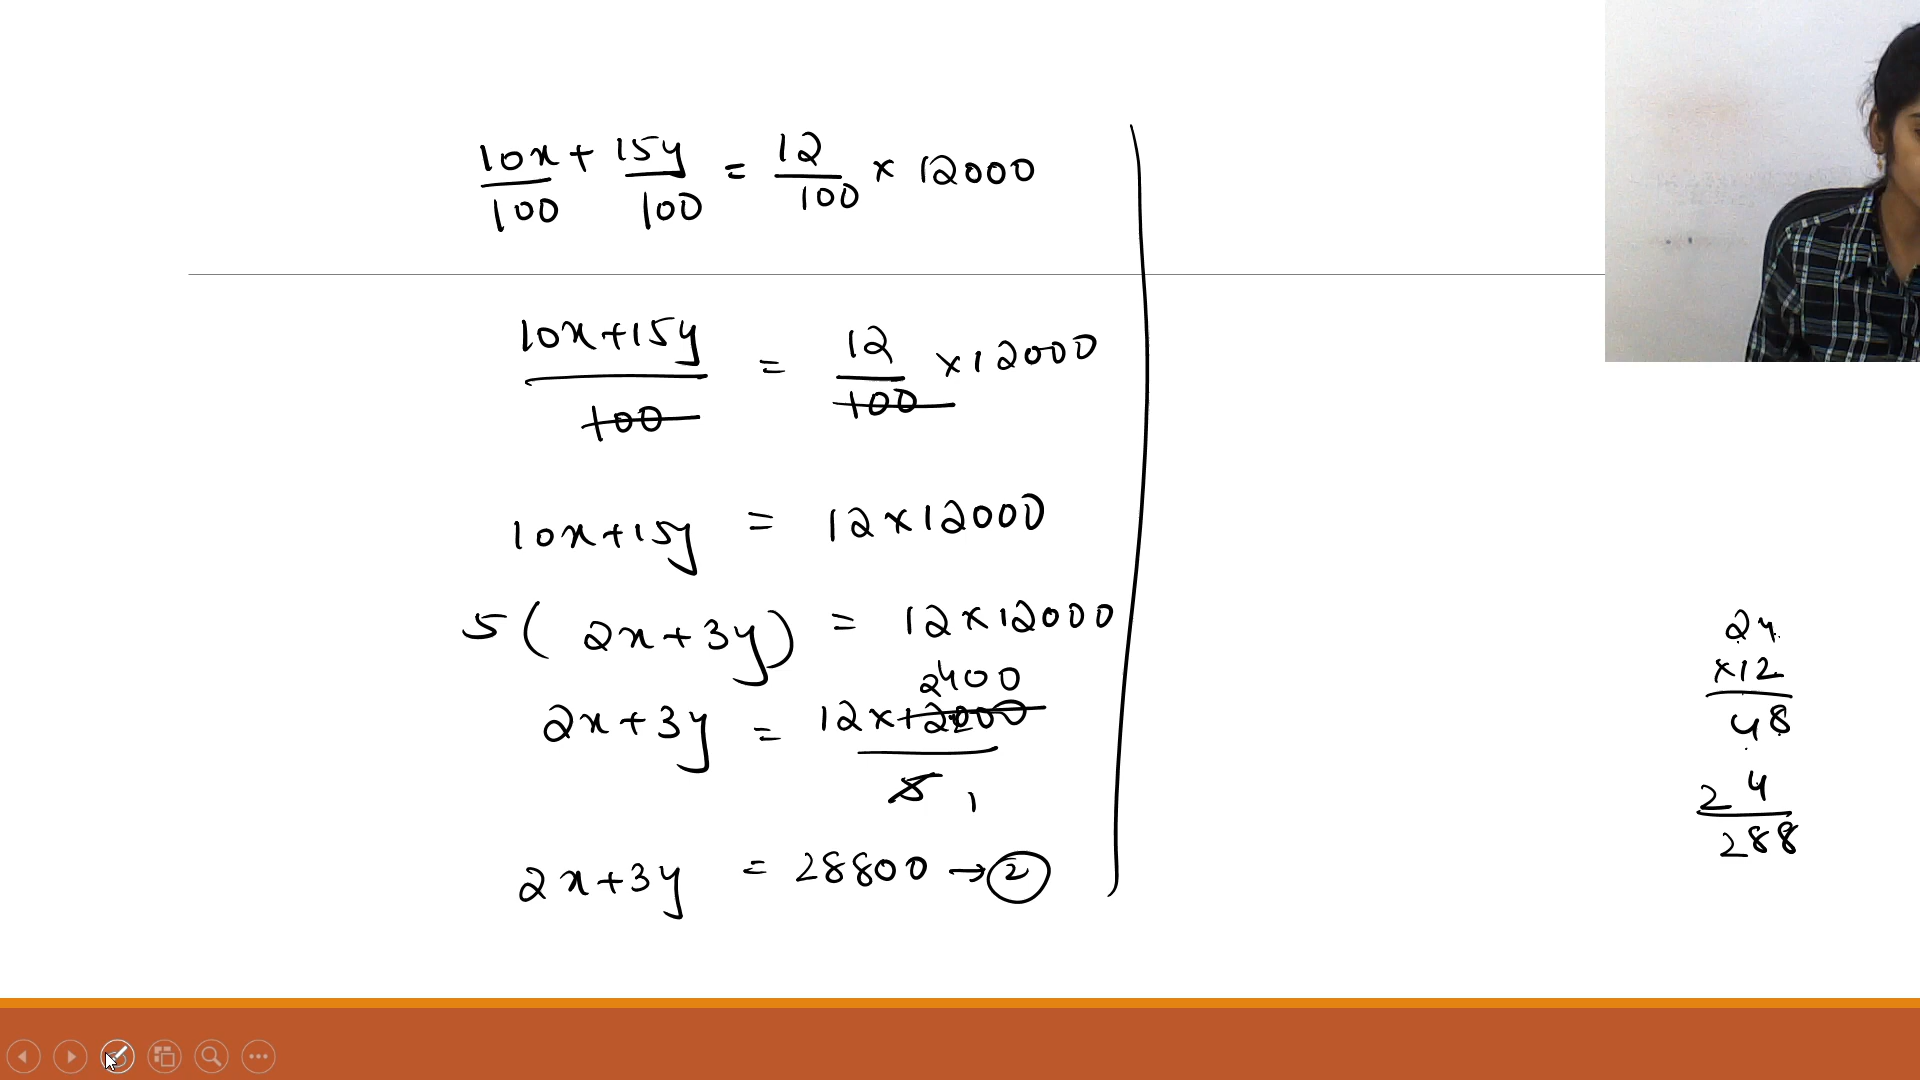 10x/100 + 15y/100 = 12/100 × 12000
10x+15y/100 = 12/100 ×12000
10x+15y = 12×12000
5( 2x+3y) = 12×12000
2400
2x+3y = 12×12000/5 1
2x+3y = 28800 → 2
24
×12
48
24
288